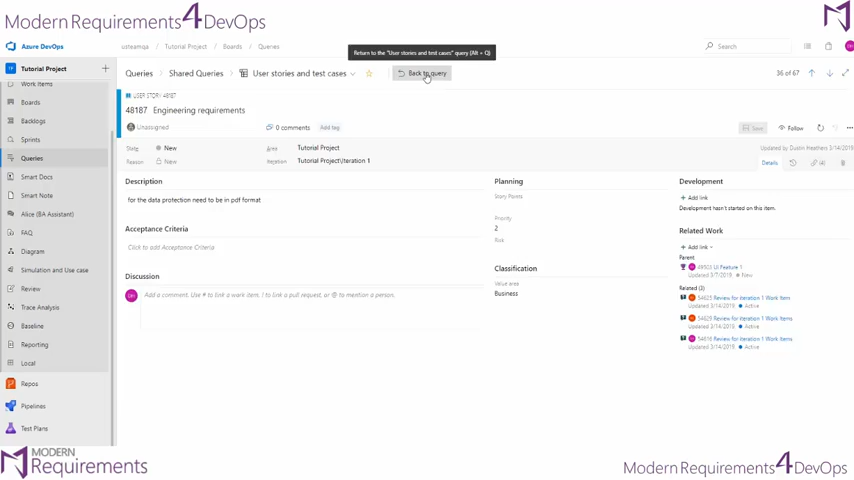 Modern Requirements4DevOps
Azure DevOps
usteamqa / Tutorial Project / Boards / Queries
Search
Return to the "User stories and test cases" query (Alt + Q)
Tutorial Project
Queries
Shared Queries
User stories and test cases
Back to query
36 of 67
Work Items
Boards
Backlogs
Sprints
Queries
Smart Docs
Smart Note
Alice (BA Assistant)
FAQ
Diagram
Simulation and Use case
Review
Trace Analysis
Baseline
Reporting
Local
Repos
Pipelines
Test Plans
USER STORY 48187
48187 Engineering requirements
Unassigned
0 comments
Add tag
Save
Follow
State New
Area Tutorial Project
Updated by Dustin Heathers 3/14/2019
Reason New
Iteration Tutorial Project\Iteration 1
Details
(4)
Description
for the data protection need to be in pdf format
Acceptance Criteria
Click to add Acceptance Criteria
Discussion
DH
Add a comment. Use # to link a work item, ! to link a pull request, or @ to mention a person.
Planning
Story Points
Priority
2
Risk
Classification
Value area
Business
Development
Add link
Development hasn't started on this item.
Related Work
Add link
Parent
UI Feature 1
Updated 3/7/2019 New
Related (3)
54625 Review for iteration 1 Work Item
Updated 3/14/2019 Active
54629 Review for iteration 1 Work Items
Updated 3/14/2019 Active
54616 Review for iteration 1 Work Items
Updated 3/14/2019 Active
MODERN
Requirements
Modern Requirements4DevOps